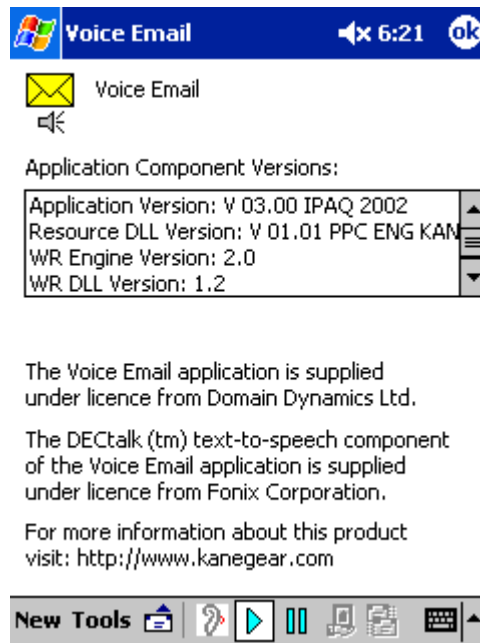 Voice Email 6:21 ok
Voice Email
Application Component Versions:
Application Version: V 03.00 IPAQ 2002
Resource DLL Version: V 01.01 PPC ENG KAN
WR Engine Version: 2.0
WR DLL Version: 1.2
The Voice Email application is supplied
under licence from Domain Dynamics Ltd.
The DECtalk (tm) text-to-speech component
of the Voice Email application is supplied
under licence from Fonix Corporation.
For more information about this product
visit: http://www.kanegear.com
New Tools